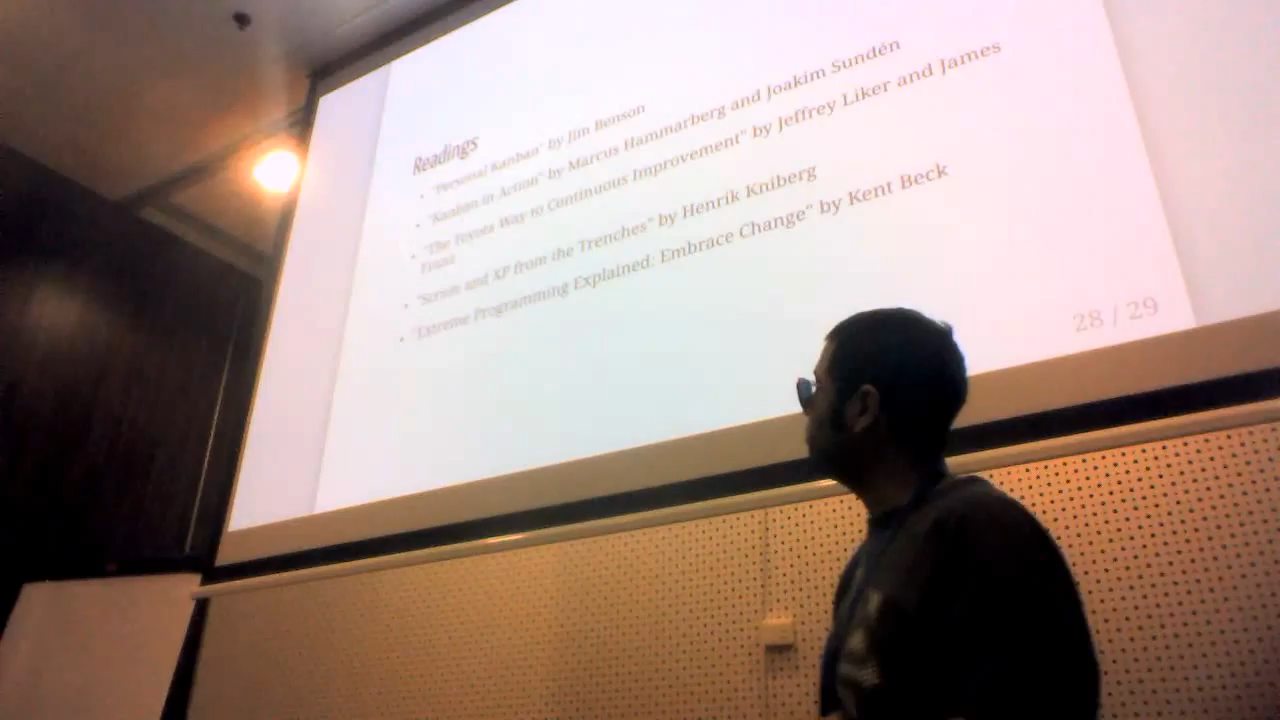 Readings
• "Personal Kanban" by Jim Benson
• "Kanban in Action" by Marcus Hammarberg and Joakim Sundén
• "The Toyota Way to Continuous Improvement" by Jeffrey Liker and James
Franz
• "Scrum and XP from the Trenches" by Henrik Kniberg
• "Extreme Programming Explained: Embrace Change" by Kent Beck
28 / 29